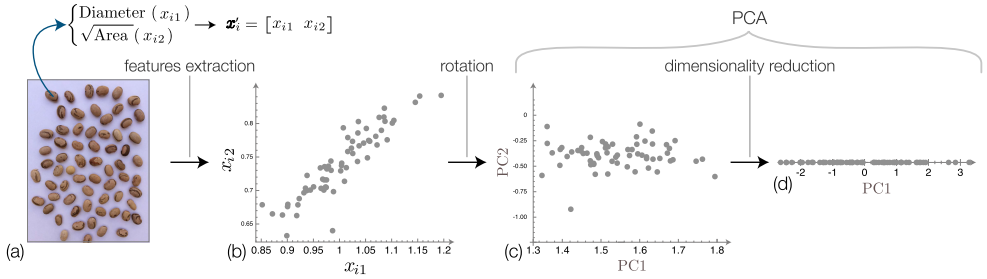 PCA
Diameter (x_i1)
√Area (x_i2)
x'_i = [x_i1 x_i2]
features extraction
rotation
dimensionality reduction
(a)
(b)
x_i2
0.8
0.75
0.7
0.65
0.85 0.9 0.95 1 1.05 1.1 1.15 1.2
x_i1
(c)
PC2
0
-0.25
-0.50
-0.75
-1.00
1.3 1.4 1.5 1.6 1.7 1.8
PC1
(d)
-2 -1 0 1 2 3
PC1